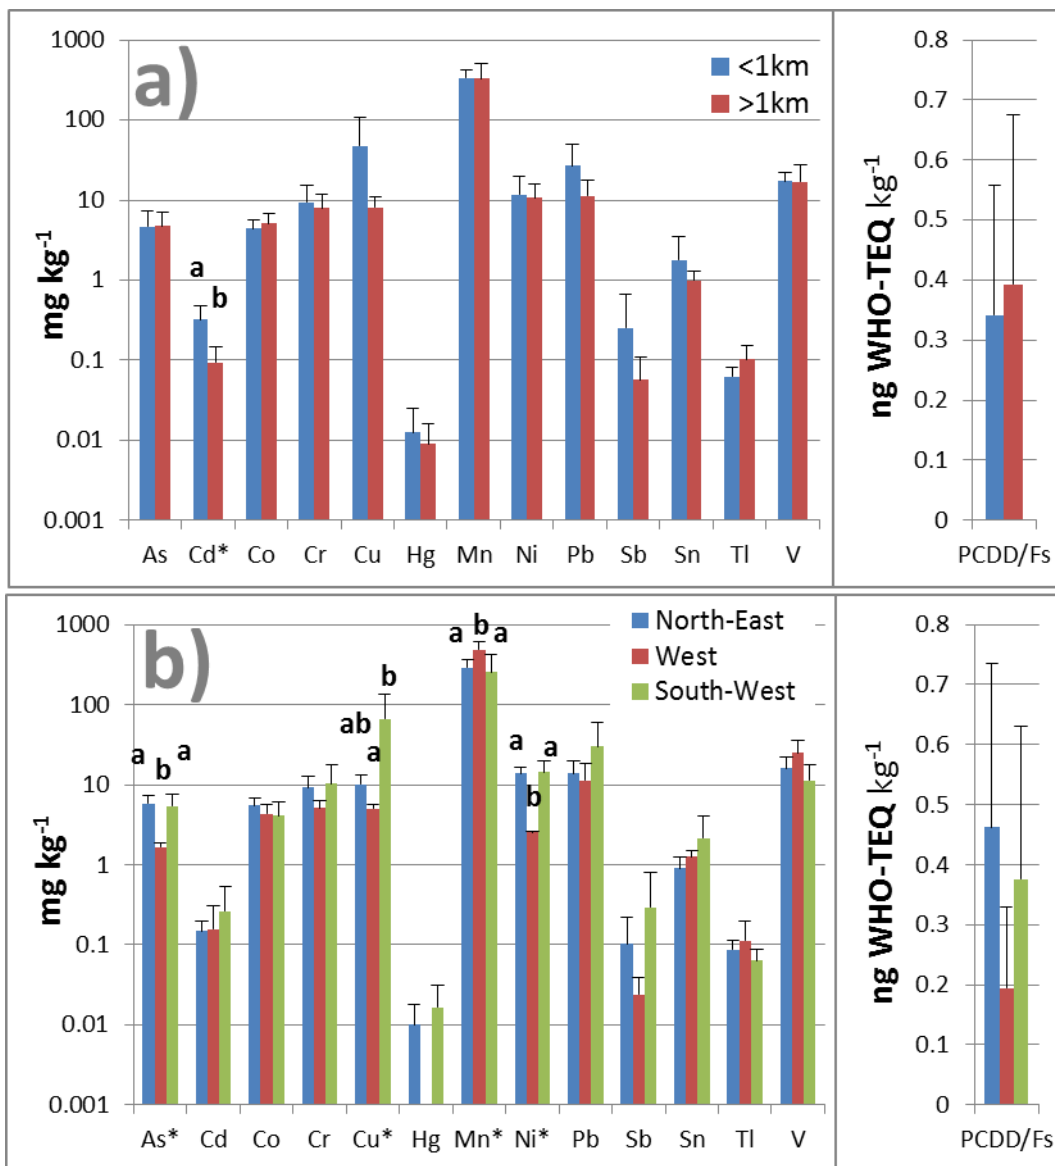 a)
<1km
>1km
mg kg⁻¹
1000
100
10
1
0.1
0.01
0.001
a
b
As Cd* Co Cr Cu Hg Mn Ni Pb Sb Sn Tl V
ng WHO-TEQ kg⁻¹
0.8
0.7
0.6
0.5
0.4
0.3
0.2
0.1
0
PCDD/Fs
b)
North-East
West
South-West
mg kg⁻¹
1000
100
10
1
0.1
0.01
0.001
a b a
ab a b
a b a
a b a
As* Cd Co Cr Cu* Hg Mn* Ni* Pb Sb Sn Tl V
ng WHO-TEQ kg⁻¹
0.8
0.7
0.6
0.5
0.4
0.3
0.2
0.1
0
PCDD/Fs